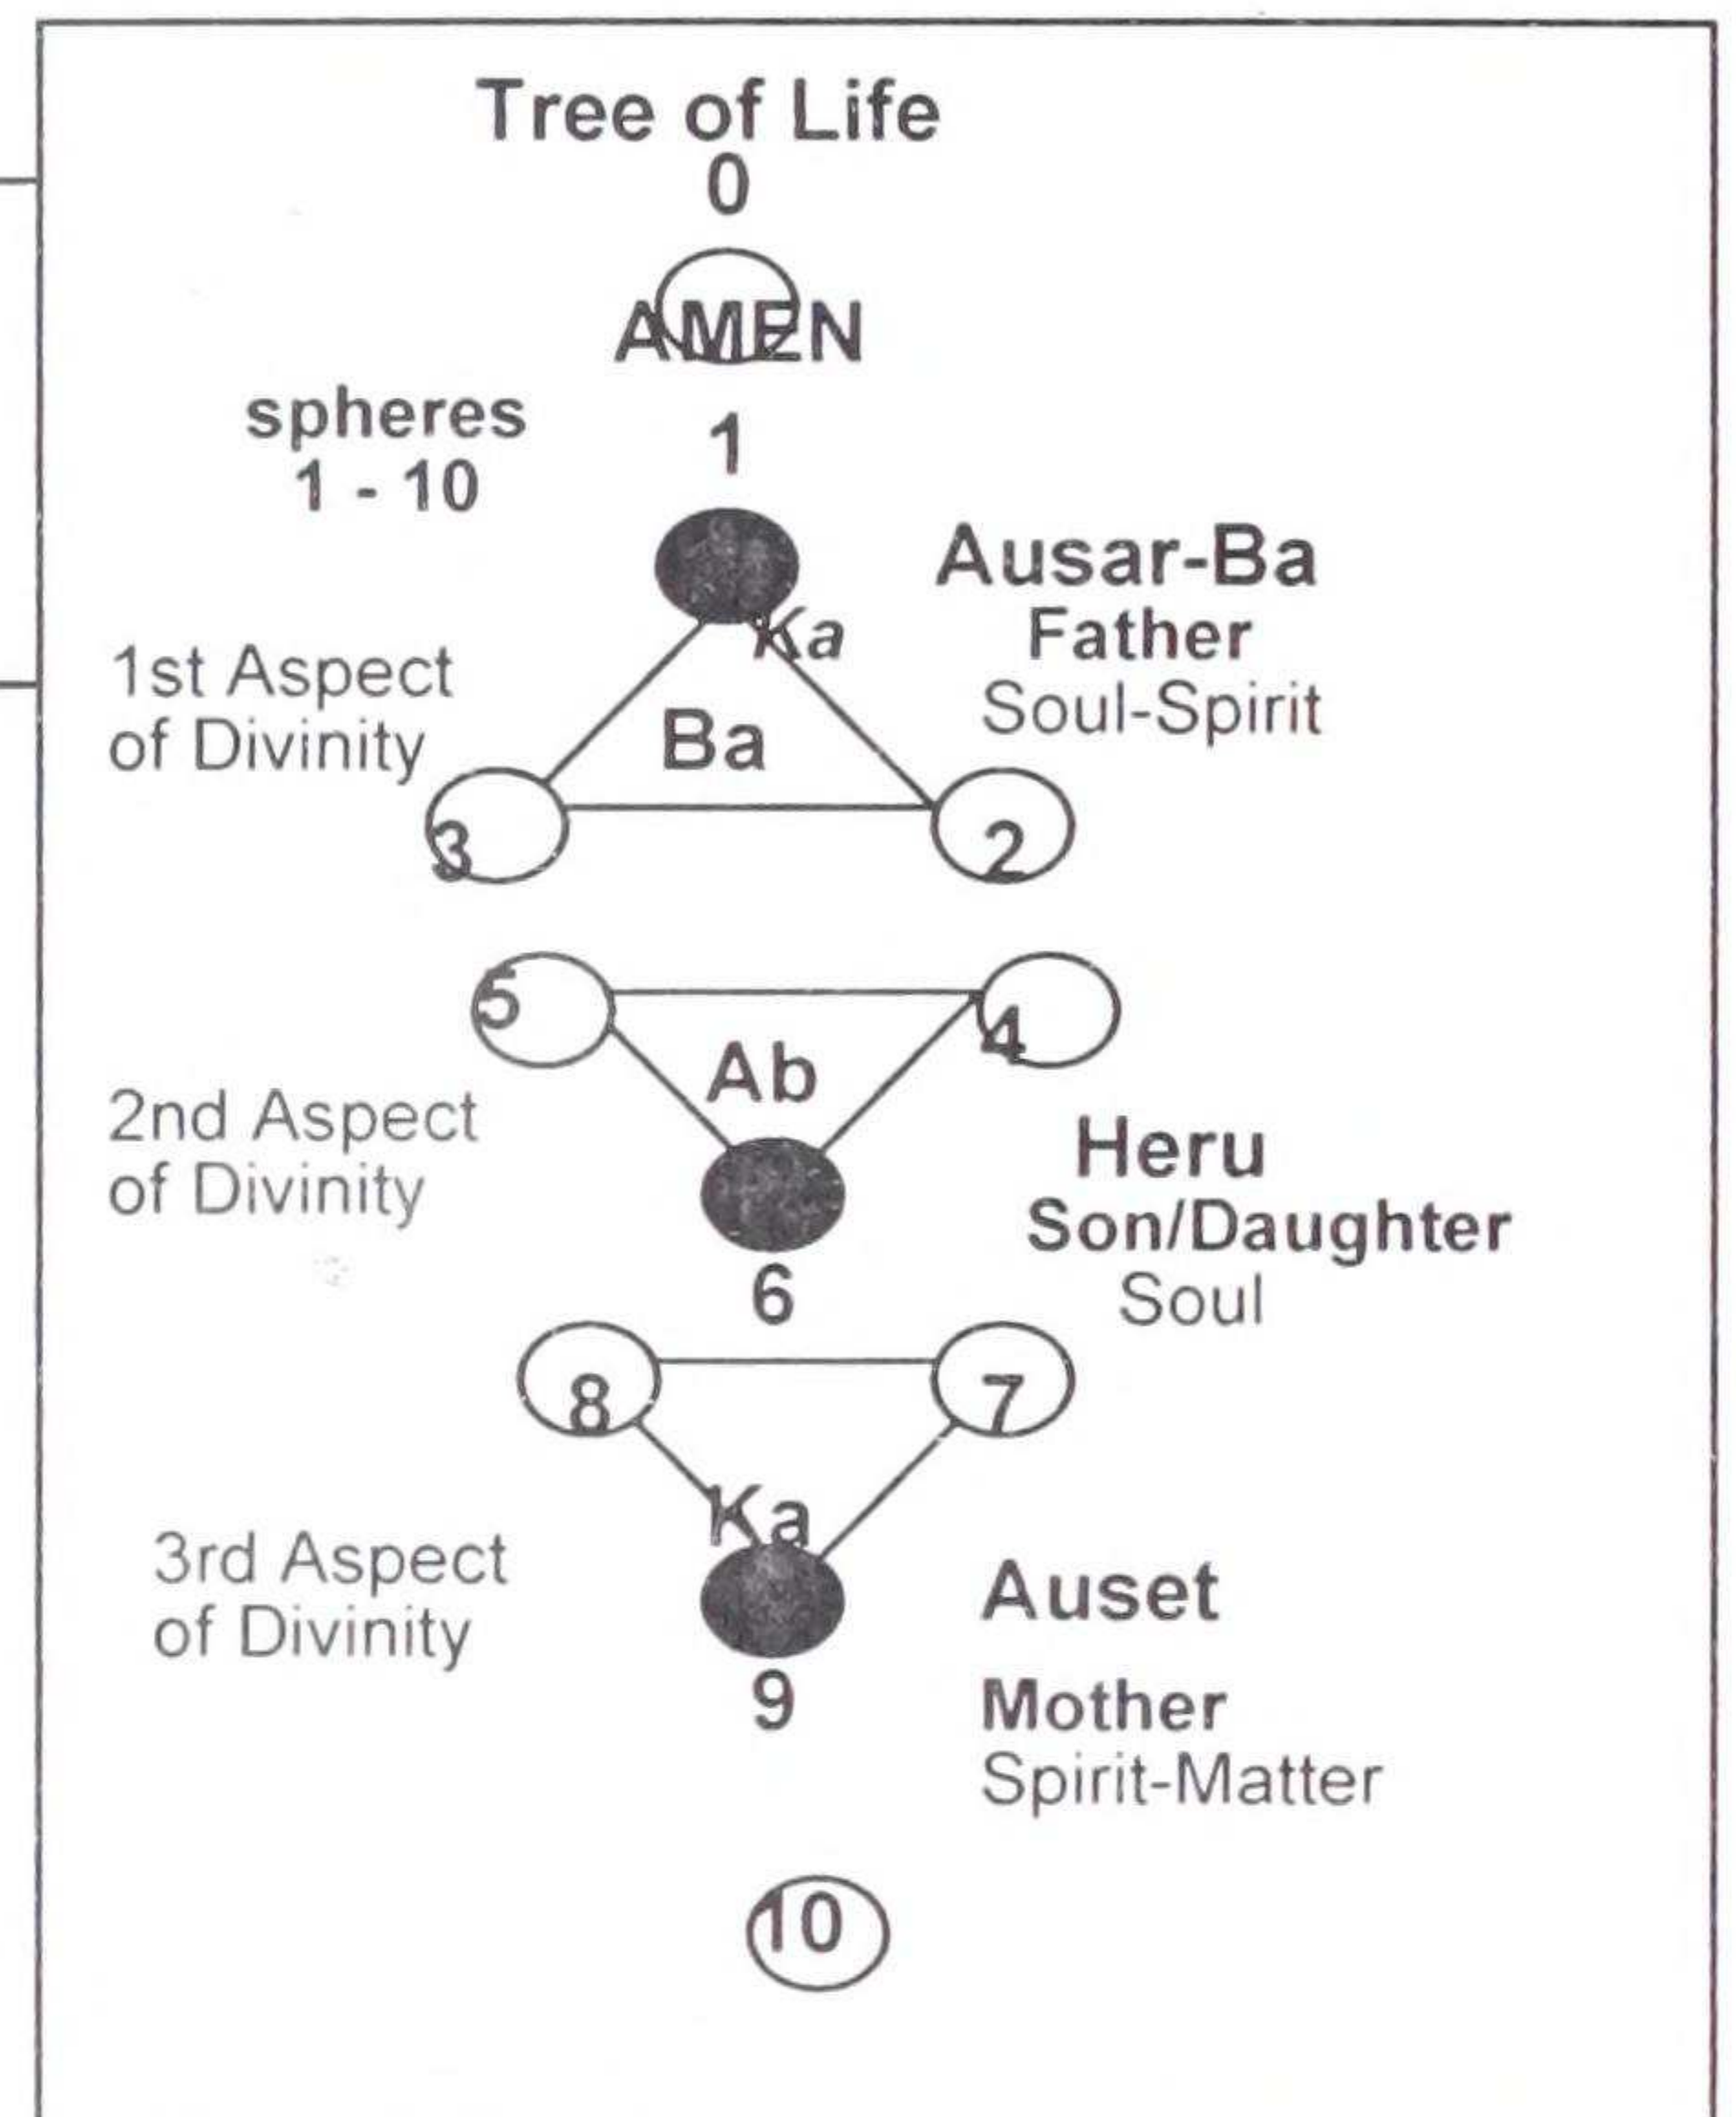 Tree of Life
0
AMEN
spheres
1 - 10
1
Ausar-Ba
Father
Soul-Spirit
Ka
1st Aspect
of Divinity
Ba
3
2
5
4
Ab
2nd Aspect
of Divinity
Heru
Son/Daughter
Soul
6
8
7
Ka
3rd Aspect
of Divinity
Auset
Mother
Spirit-Matter
9
10